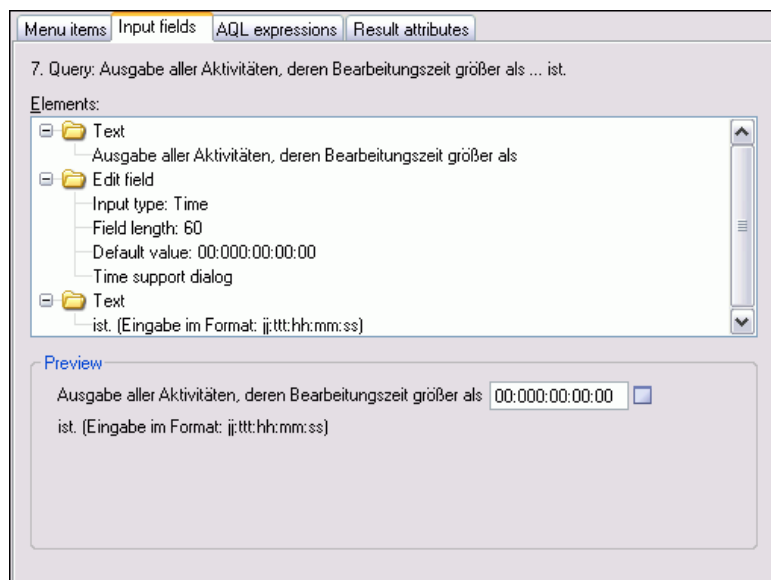 Menu items Input fields AQL expressions Result attributes
7. Query: Ausgabe aller Aktivitäten, deren Bearbeitungszeit größer als ... ist.
Elements:
Text
Ausgabe aller Aktivitäten, deren Bearbeitungszeit größer als
Edit field
Input type: Time
Field length: 60
Default value: 00:000:00:00:00
Time support dialog
Text
ist. (Eingabe im Format: jj:ttt:hh:mm:ss)
Preview
Ausgabe aller Aktivitäten, deren Bearbeitungszeit größer als 00:000:00:00:00
ist. (Eingabe im Format: jj:ttt:hh:mm:ss)